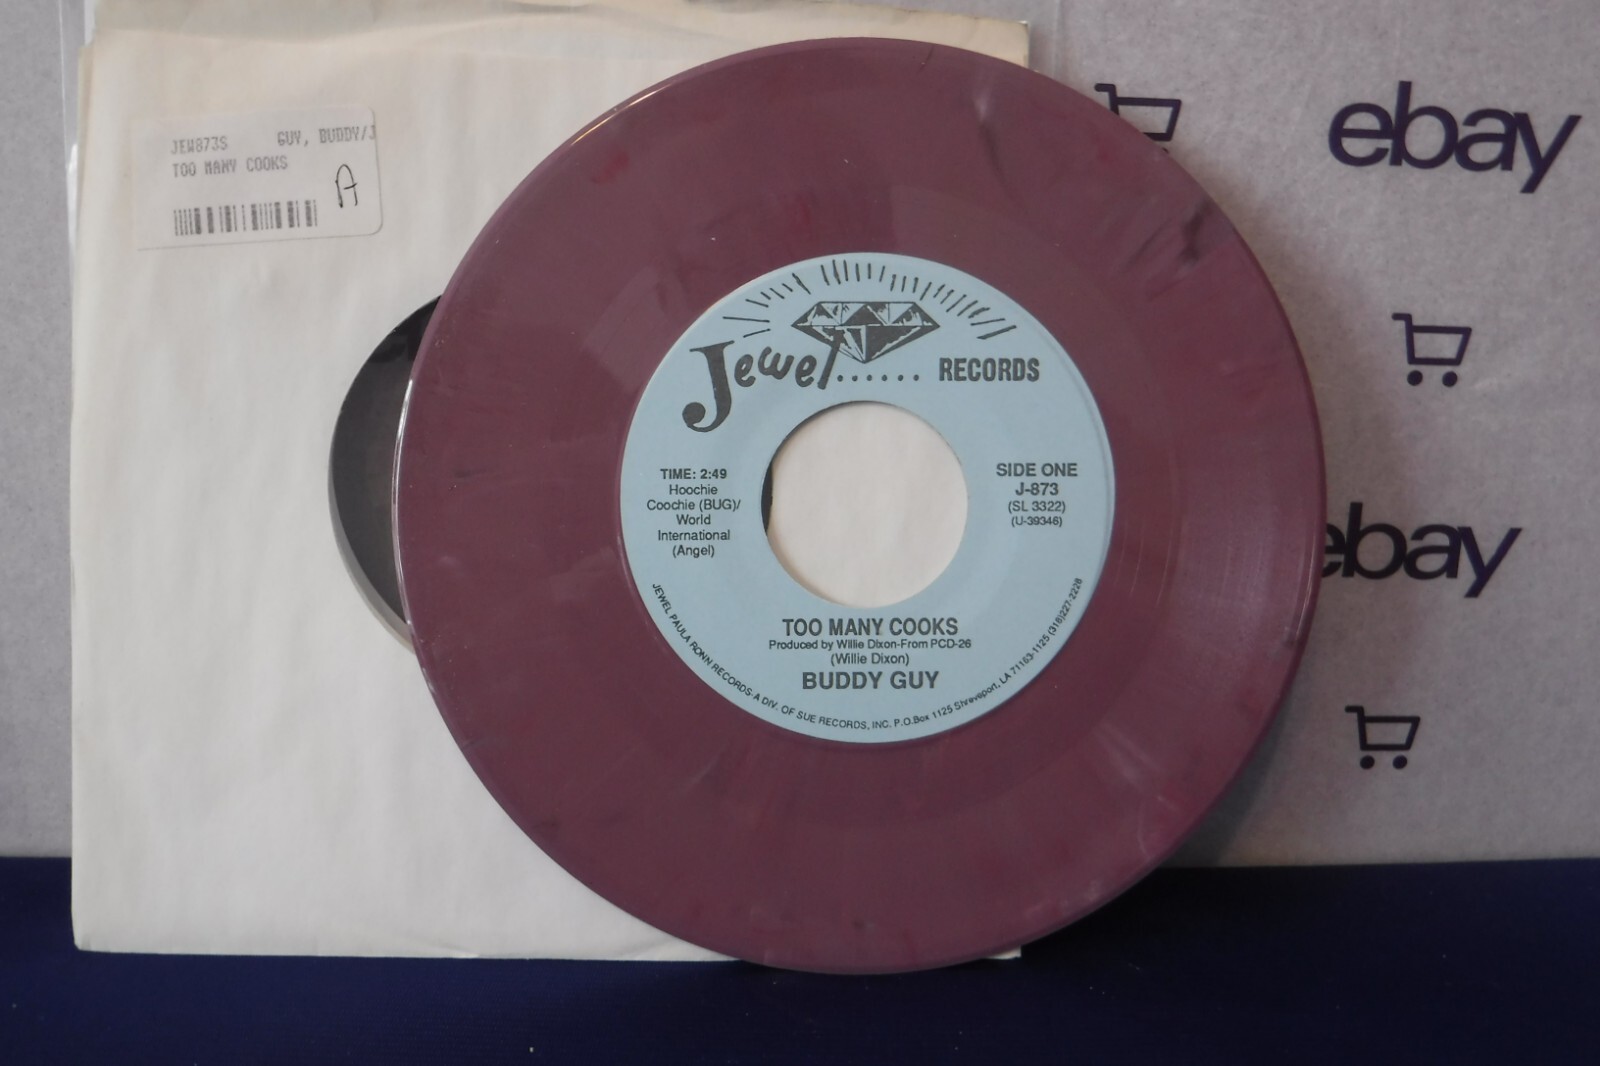 JEW873S GUY, BUDDY/J
TOO MANY COOKS
A
ebay
ebay
Jewel...... RECORDS
TIME: 2:49
Hoochie
Coochie (BUG)/
World
International
(Angel)
SIDE ONE
J-873
(SL 3322)
(U-39346)
TOO MANY COOKS
Produced by Willie Dixon-From PCD-26
(Willie Dixon)
BUDDY GUY
JEWEL PAULA RONN RECORDS-A DIV. OF SUE RECORDS, INC. P.O.Box 1125 Shreveport, LA 71163-1125 (318)227-2228